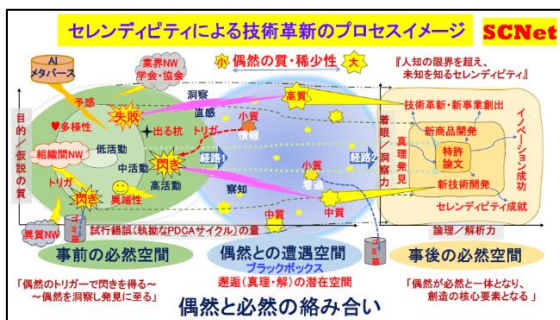 セレンディピティによる技術革新のプロセスイメージ
SCNet
AI
メタバース
業界NW
学会・協会
小 偶然の質・稀少性 大
『人知の限界を超え、
未知を知るセレンディピティ』
予感
失敗
洞察
直感
高質
技術革新・新事業創出
♥多様性
出る杭
トリガ
小質
情報
目的/仮説の質
組織間NW
低活動
中活動
高活動
閃き
経路1
経路2
着眼/洞察力
真理発見
新商品開発
特許
論文
新技術開発
イノベーション成功
トリガ
閃き
異端性
察知
小質
看過
中質
中質
セレンディピティ成就
異質NW
ゴミ箱
試行錯誤(執拗なPDCAサイクル)の量
ゴミ箱
論理/解析力
事前の必然空間
偶然との遭遇空間
事後の必然空間
ブラックボックス
邂逅(真理・解)の潜在空間
「偶然のトリガーで閃きを得る~
~偶然を洞察し発見に至る」
「偶然が必然と一体となり、
創造の核心要素となる」
偶然と必然の絡み合い